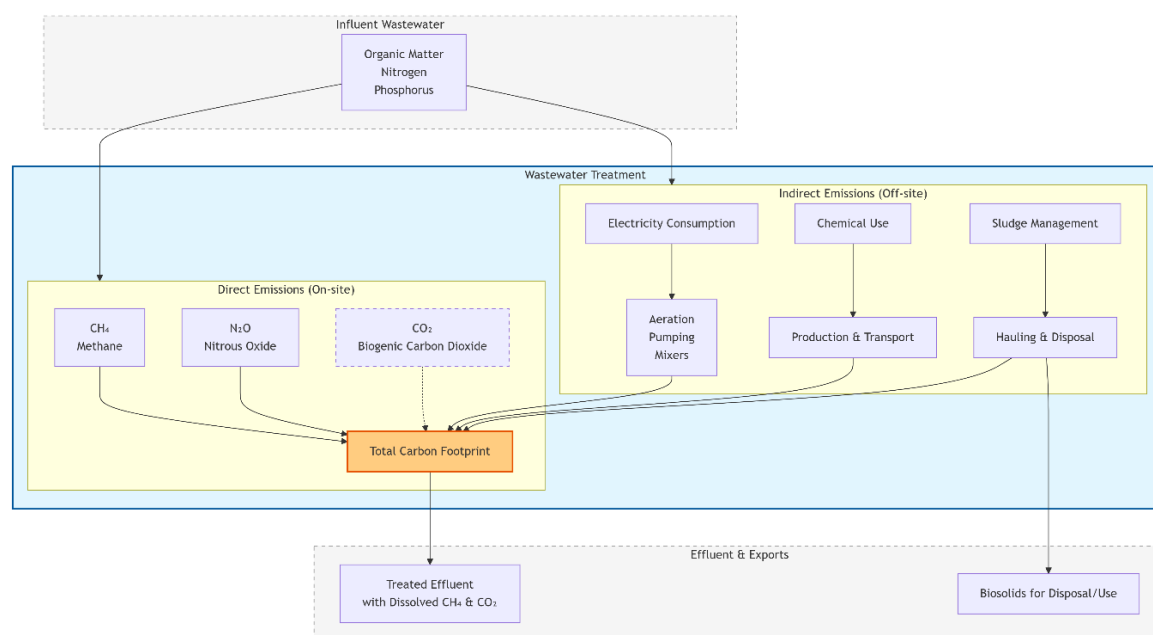 Influent Wastewater
Organic Matter
Nitrogen
Phosphorus
Wastewater Treatment
Indirect Emissions (Off-site)
Electricity Consumption
Chemical Use
Sludge Management
Direct Emissions (On-site)
CH₄
Methane
N₂O
Nitrous Oxide
CO₂
Biogenic Carbon Dioxide
Aeration
Pumping
Mixers
Production & Transport
Hauling & Disposal
Total Carbon Footprint
Effluent & Exports
Treated Effluent
with Dissolved CH₄ & CO₂
Biosolids for Disposal/Use